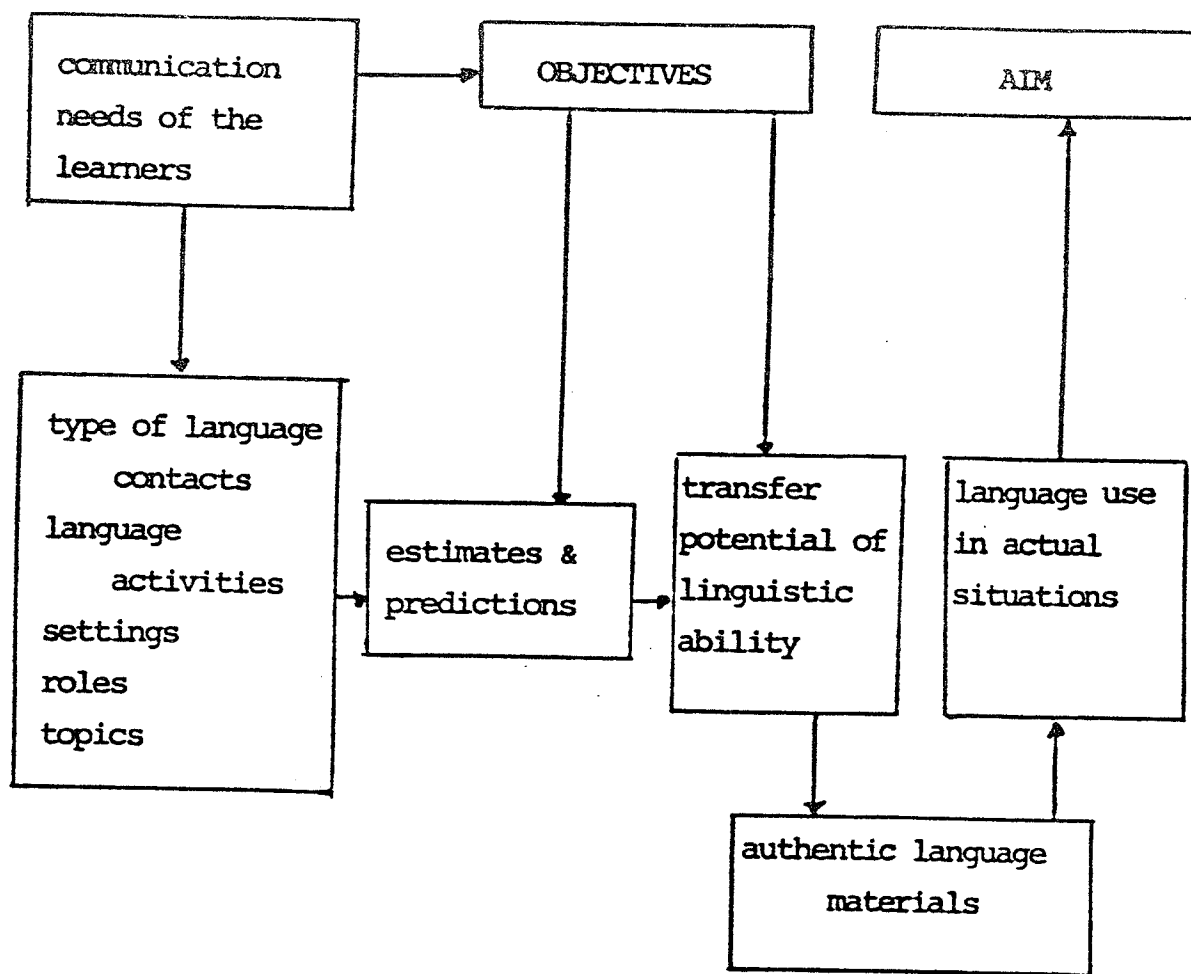 communication
needs of the
learners
OBJECTIVES
AIM
type of language
contacts
language
activities
settings
roles
topics
estimates &
predictions
transfer
potential of
linguistic
ability
language use
in actual
situations
authentic language
materials